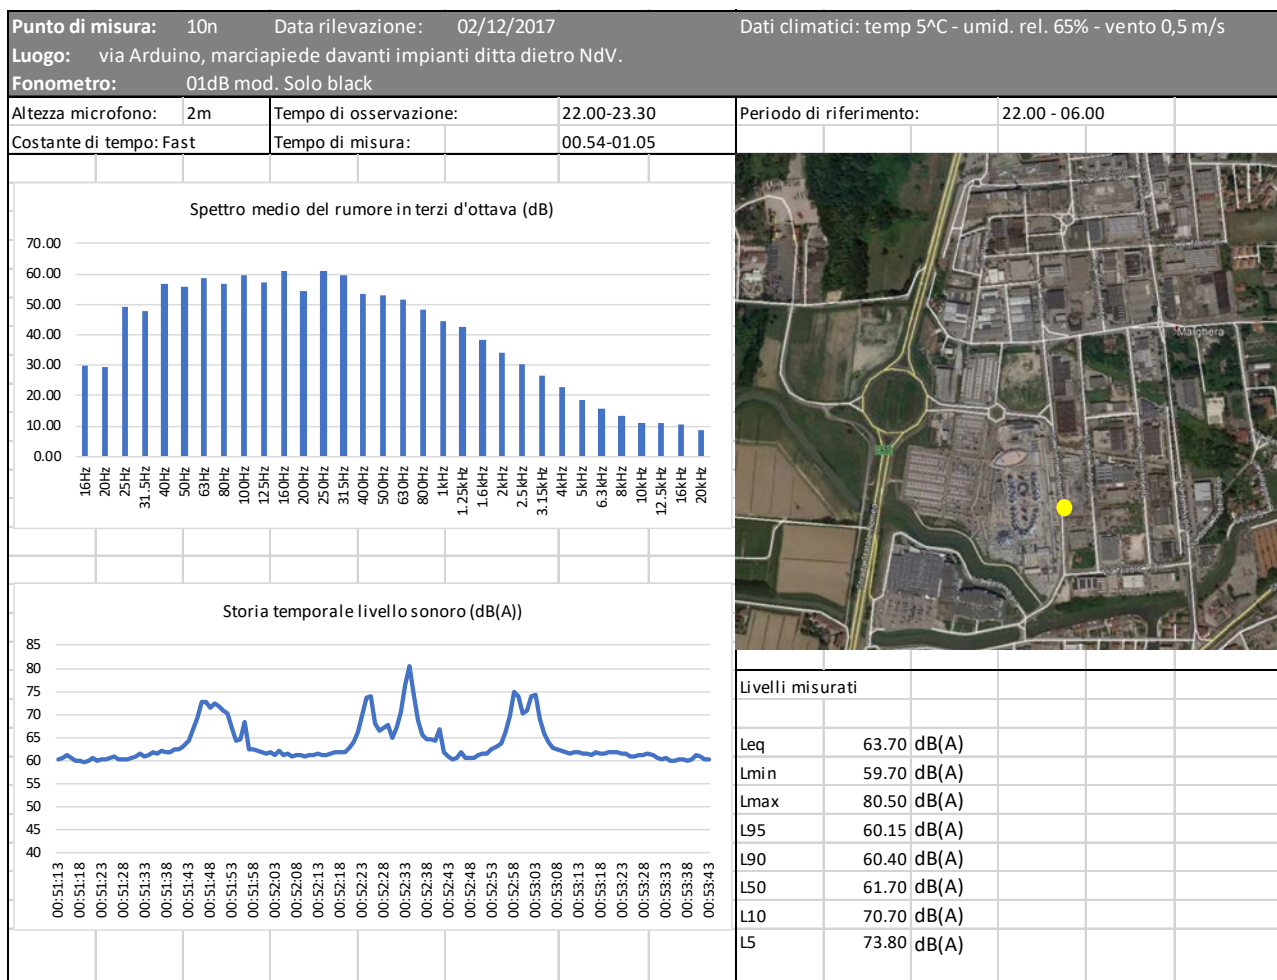 Punto di misura: 10n Data rilevazione: 02/12/2017 Dati climatici: temp 5^C - umid. rel. 65% - vento 0,5 m/s
Luogo: via Arduino, marciapiede davanti impianti ditta dietro NdV.
Fonometro: 01dB mod. Solo black
Altezza microfono: 2m Tempo di osservazione: 22.00-23.30 Periodo di riferimento: 22.00 - 06.00
Costante di tempo: Fast Tempo di misura: 00.54-01.05
Spettro medio del rumore in terzi d'ottava (dB)
70.00
60.00
50.00
40.00
30.00
20.00
10.00
0.00
16Hz 20Hz 25Hz 31.5Hz 40Hz 50Hz 63Hz 80Hz 100Hz 125Hz 160Hz 200Hz 250Hz 315Hz 400Hz 500Hz 630Hz 800Hz 1kHz 1.25kHz 1.6kHz 2kHz 2.5kHz 3.15kHz 4kHz 5kHz 6.3kHz 8kHz 10kHz 12.5kHz 16kHz 20kHz
Marghera
Storia temporale livello sonoro (dB(A))
85
80
75
70
65
60
55
50
45
40
00:51:13 00:51:18 00:51:23 00:51:28 00:51:33 00:51:38 00:51:43 00:51:48 00:51:53 00:51:58 00:52:03 00:52:08 00:52:13 00:52:18 00:52:23 00:52:28 00:52:33 00:52:38 00:52:43 00:52:48 00:52:53 00:52:58 00:53:03 00:53:08 00:53:13 00:53:18 00:53:23 00:53:28 00:53:33 00:53:38 00:53:43
Livelli misurati
Leq 63.70 dB(A)
Lmin 59.70 dB(A)
Lmax 80.50 dB(A)
L95 60.15 dB(A)
L90 60.40 dB(A)
L50 61.70 dB(A)
L10 70.70 dB(A)
L5 73.80 dB(A)